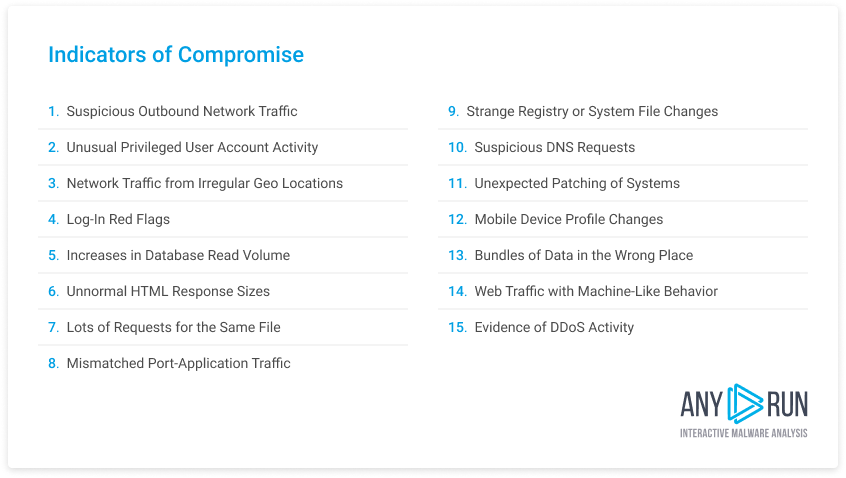 Indicators of Compromise
1. Suspicious Outbound Network Traffic
2. Unusual Privileged User Account Activity
3. Network Traffic from Irregular Geo Locations
4. Log-In Red Flags
5. Increases in Database Read Volume
6. Unnormal HTML Response Sizes
7. Lots of Requests for the Same File
8. Mismatched Port-Application Traffic
9. Strange Registry or System File Changes
10. Suspicious DNS Requests
11. Unexpected Patching of Systems
12. Mobile Device Profile Changes
13. Bundles of Data in the Wrong Place
14. Web Traffic with Machine-Like Behavior
15. Evidence of DDoS Activity
ANY RUN
INTERACTIVE MALWARE ANALYSIS